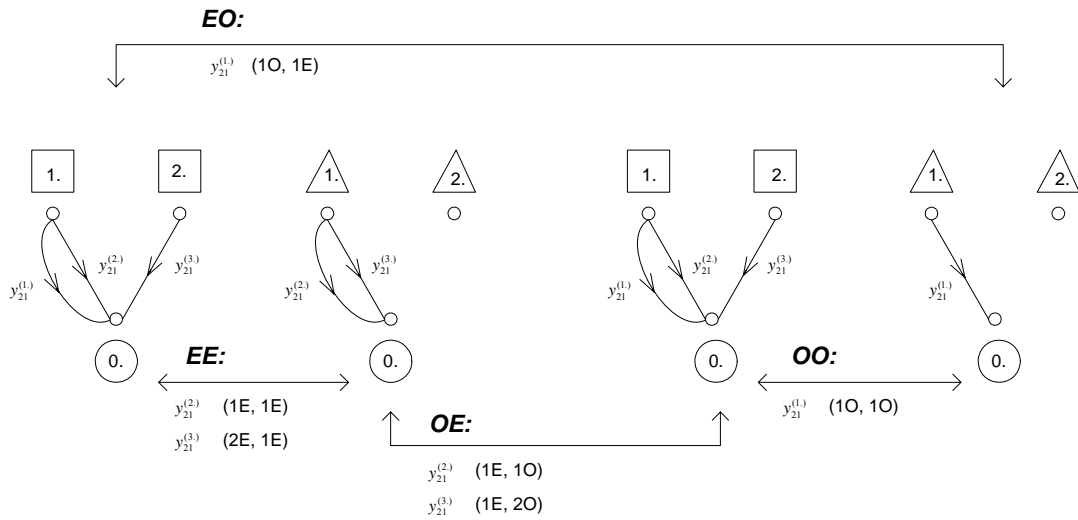 EO:
y₂₁⁽¹·⁾ (1O, 1E)
1. 2. 1. 2. 1. 2. 1. 2.
y₂₁⁽²·⁾ y₂₁⁽³·⁾ y₂₁⁽³·⁾ y₂₁⁽²·⁾ y₂₁⁽³·⁾
y₂₁⁽¹·⁾ y₂₁⁽²·⁾ y₂₁⁽¹·⁾ y₂₁⁽¹·⁾
0. 0. 0. 0.
EE: OO:
y₂₁⁽²·⁾ (1E, 1E) y₂₁⁽¹·⁾ (1O, 1O)
y₂₁⁽³·⁾ (2E, 1E)
OE:
y₂₁⁽²·⁾ (1E, 1O)
y₂₁⁽³·⁾ (1E, 2O)